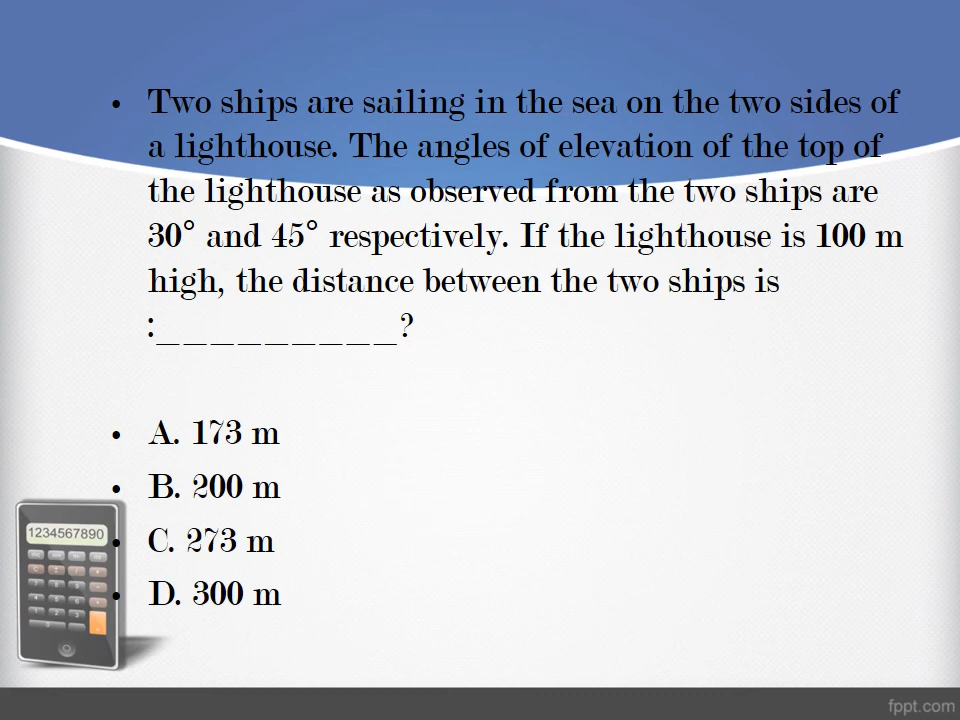 • Two ships are sailing in the sea on the two sides of
a lighthouse. The angles of elevation of the top of
the lighthouse as observed from the two ships are
30° and 45° respectively. If the lighthouse is 100 m
high, the distance between the two ships is
:_________?
• A. 173 m
• B. 200 m
• C. 273 m
• D. 300 m
1234567890
fppt.com